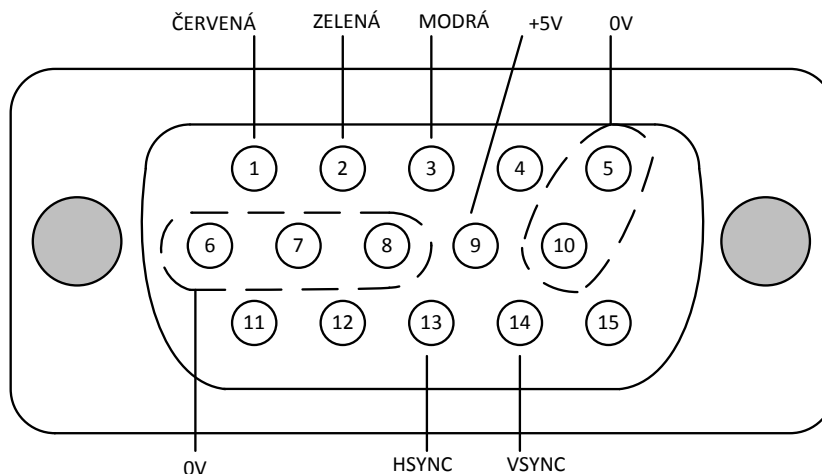 ČERVENÁ ZELENÁ MODRÁ +5V 0V
1 2 3 4 5
6 7 8 9 10
11 12 13 14 15
0V HSYNC VSYNC